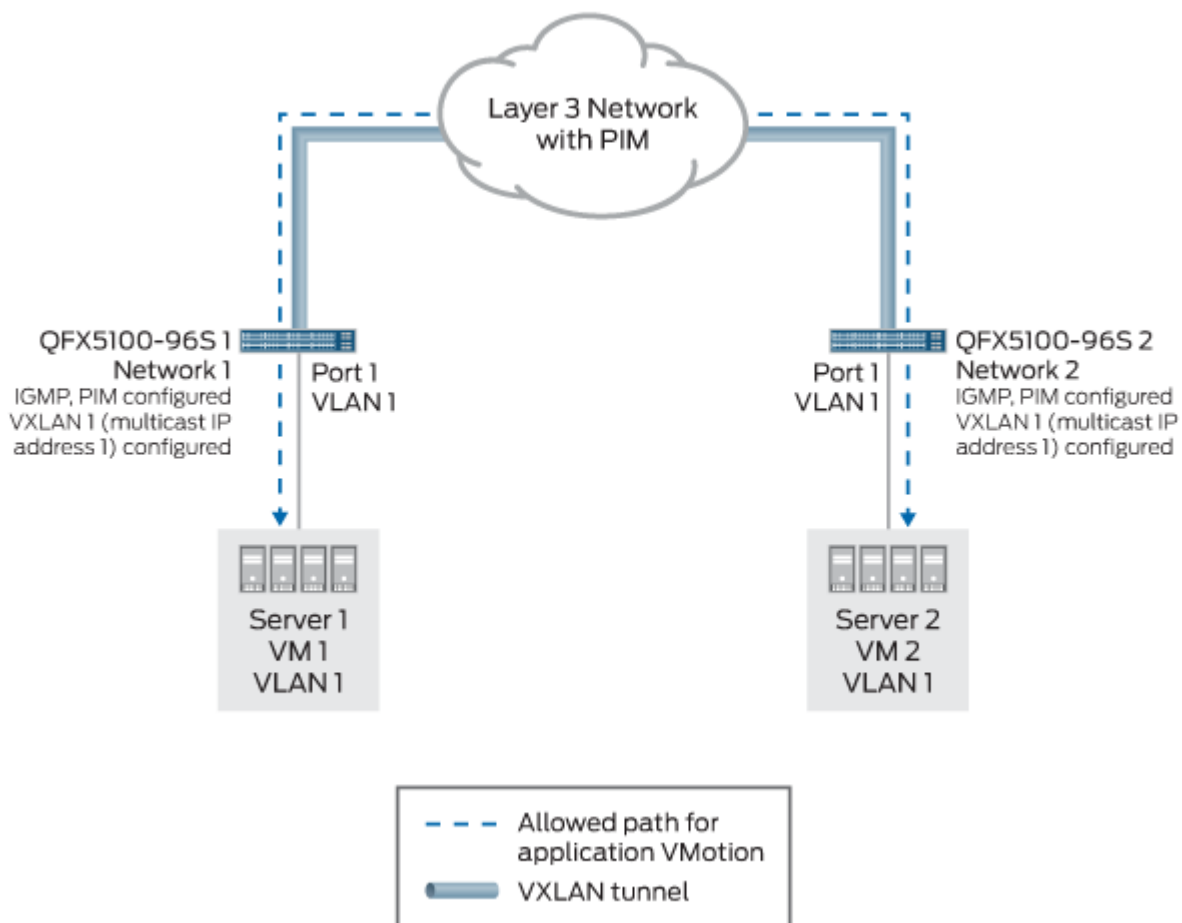 Layer 3 Network
with PIM
QFX5100-96S 1
Network 1
IGMP, PIM configured
VXLAN 1 (multicast IP
address 1) configured
Port 1
VLAN 1
Port 1
VLAN 1
QFX5100-96S 2
Network 2
IGMP, PIM configured
VXLAN 1 (multicast IP
address 1) configured
Server 1
VM 1
VLAN 1
Server 2
VM 2
VLAN 1
Allowed path for
application VMotion
VXLAN tunnel